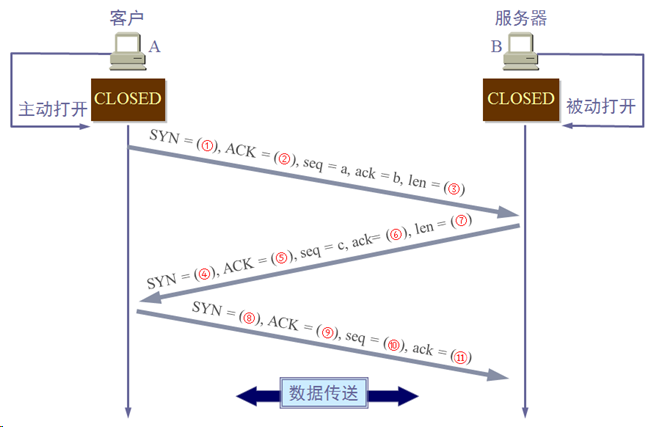 客户
服务器
A
B
CLOSED
CLOSED
主动打开
被动打开
SYN = (①), ACK = (②), seq = a, ack = b, len = (③)
SYN = (④), ACK = (⑤), seq = c, ack= (⑥), len = (⑦)
SYN = (⑧), ACK = (⑨), seq = (⑩), ack = (⑪)
数据传送